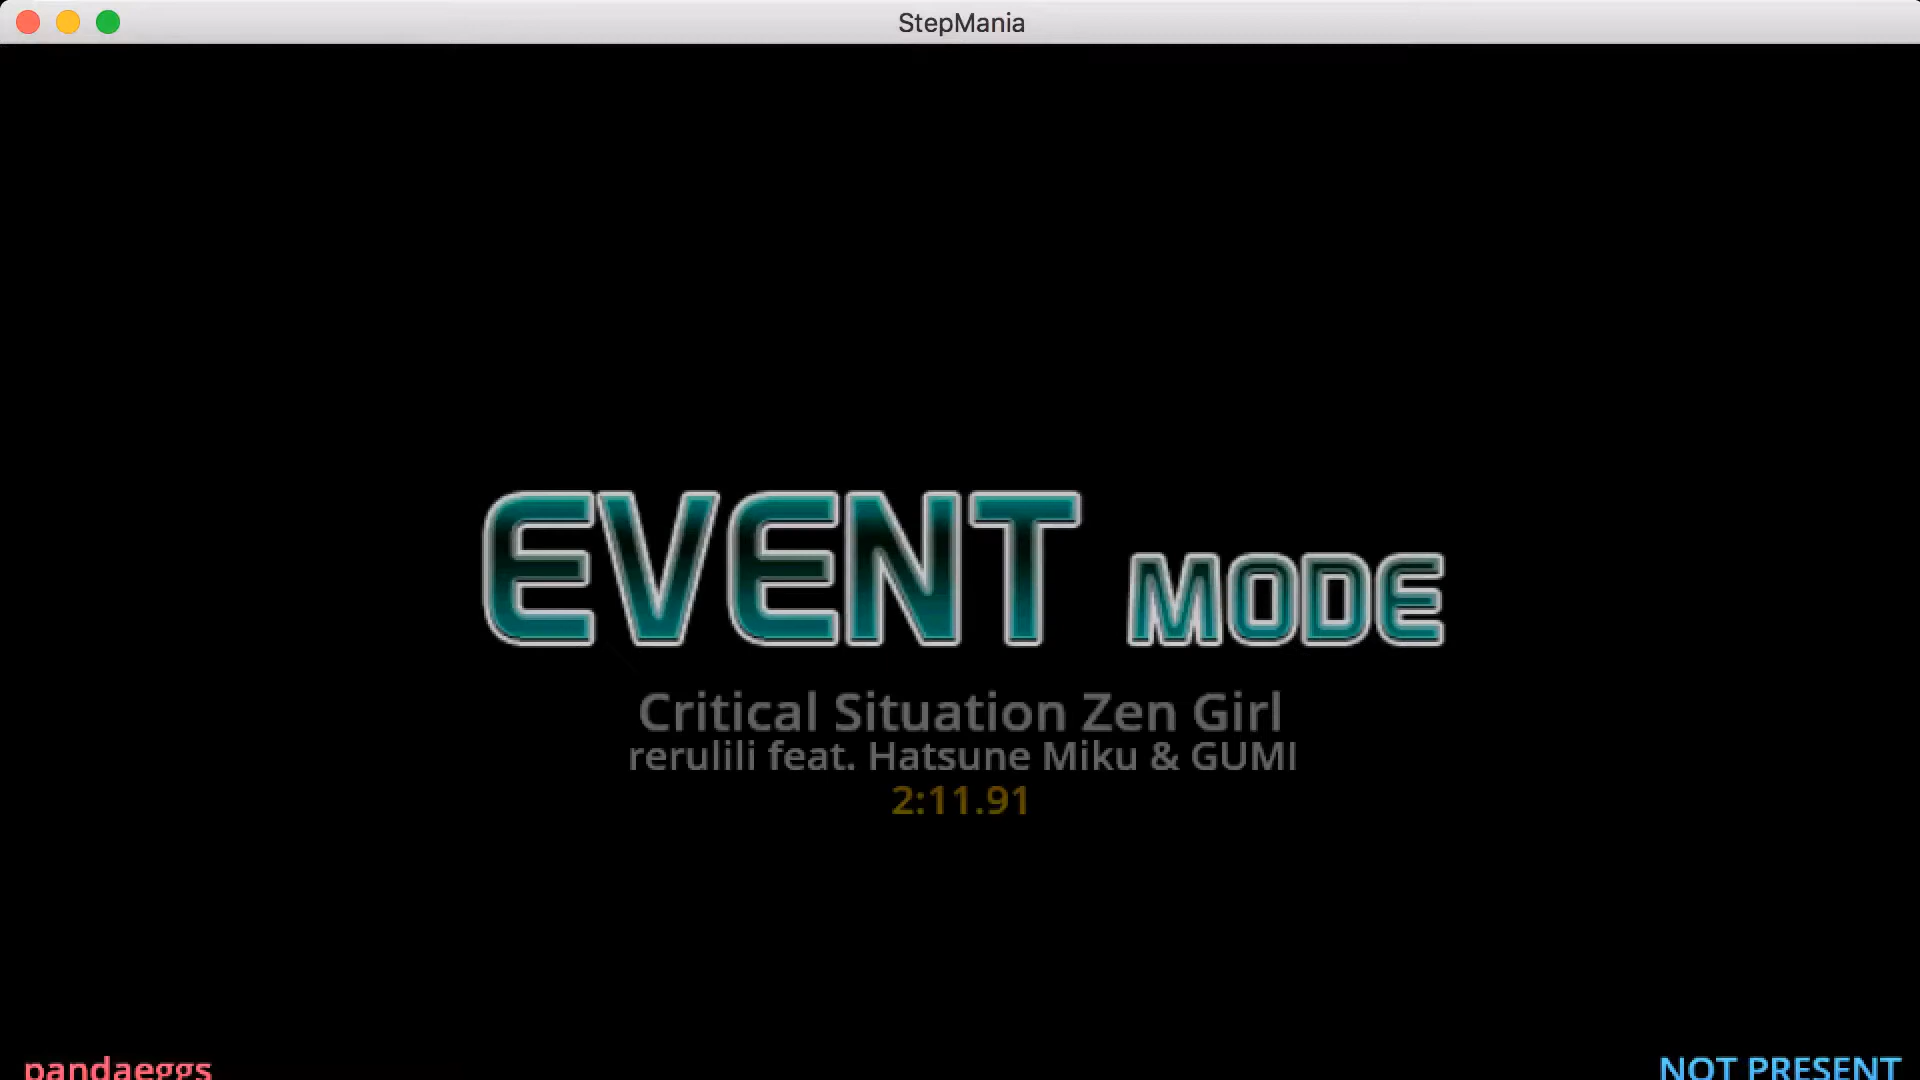 StepMania
EVENT MODE
Critical Situation Zen Girl
rerulili feat. Hatsune Miku & GUMI
2:11.91
pandaeggs
NOT PRESENT